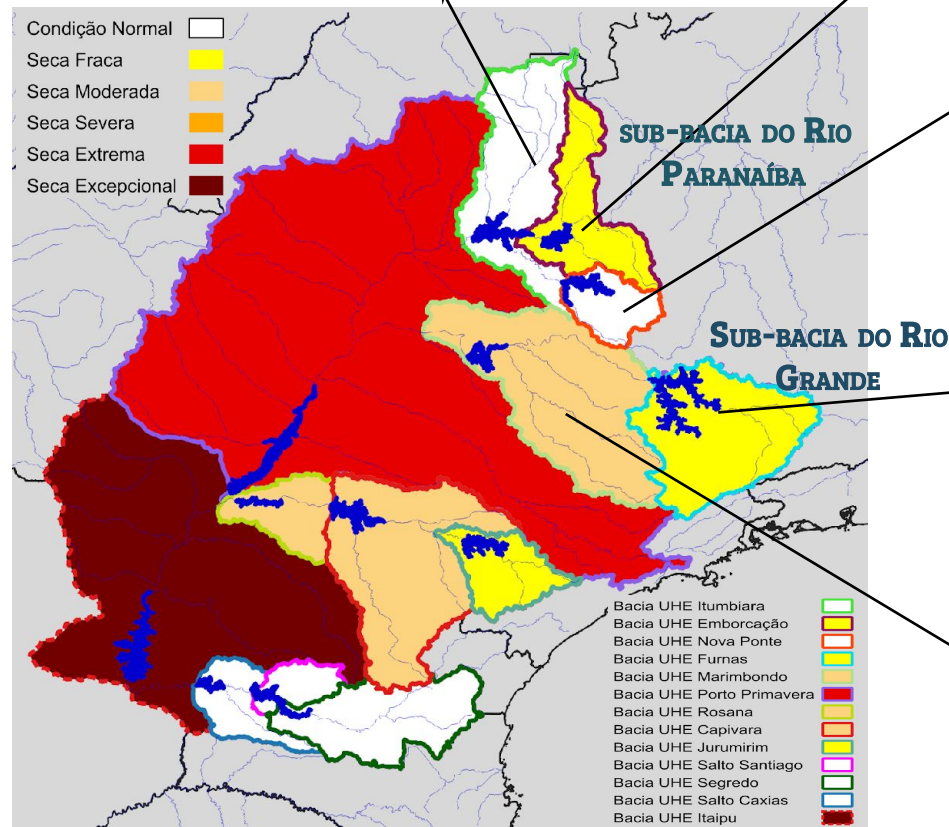 Condição Normal
Seca Fraca
Seca Moderada
Seca Severa
Seca Extrema
Seca Excepcional
SUB-BACIA DO RIO
PARANAÍBA
SUB-BACIA DO RIO
GRANDE
Bacia UHE Itumbiara
Bacia UHE Emborcação
Bacia UHE Nova Ponte
Bacia UHE Furnas
Bacia UHE Marimbondo
Bacia UHE Porto Primavera
Bacia UHE Rosana
Bacia UHE Capivara
Bacia UHE Jurumirim
Bacia UHE Salto Santiago
Bacia UHE Segredo
Bacia UHE Salto Caxias
Bacia UHE Itaipu